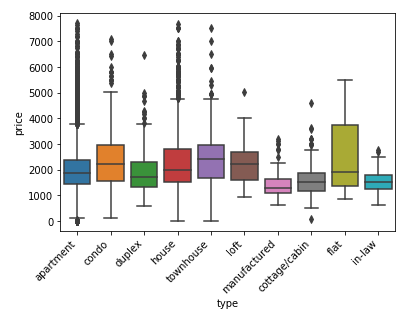 8000
7000
6000
5000
4000
3000
2000
1000
0
price
apartment
condo
duplex
house
townhouse
loft
manufactured
cottage/cabin
flat
in-law
type